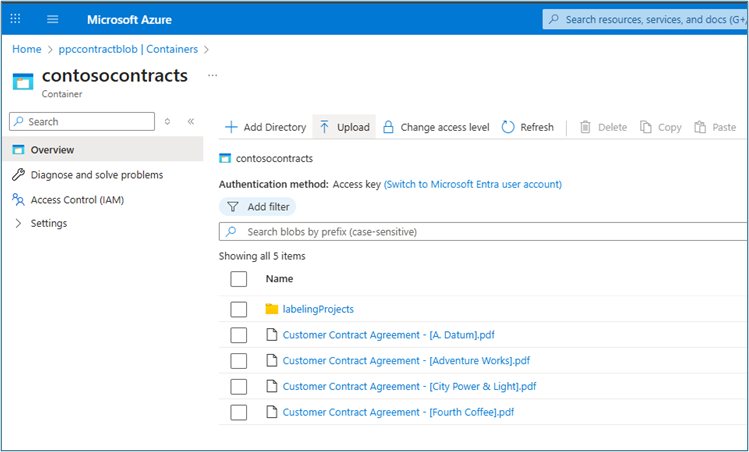 Microsoft Azure
Search resources, services, and docs (G+/
Home > ppccontractblob | Containers >
contosocontracts ...
Container
Search
Overview
Diagnose and solve problems
Access Control (IAM)
Settings
Add Directory Upload Change access level Refresh Delete Copy Paste
contosocontracts
Authentication method: Access key (Switch to Microsoft Entra user account)
Add filter
Search blobs by prefix (case-sensitive)
Showing all 5 items
Name
labelingProjects
Customer Contract Agreement - [A. Datum].pdf
Customer Contract Agreement - [Adventure Works].pdf
Customer Contract Agreement - [City Power & Light].pdf
Customer Contract Agreement - [Fourth Coffee].pdf